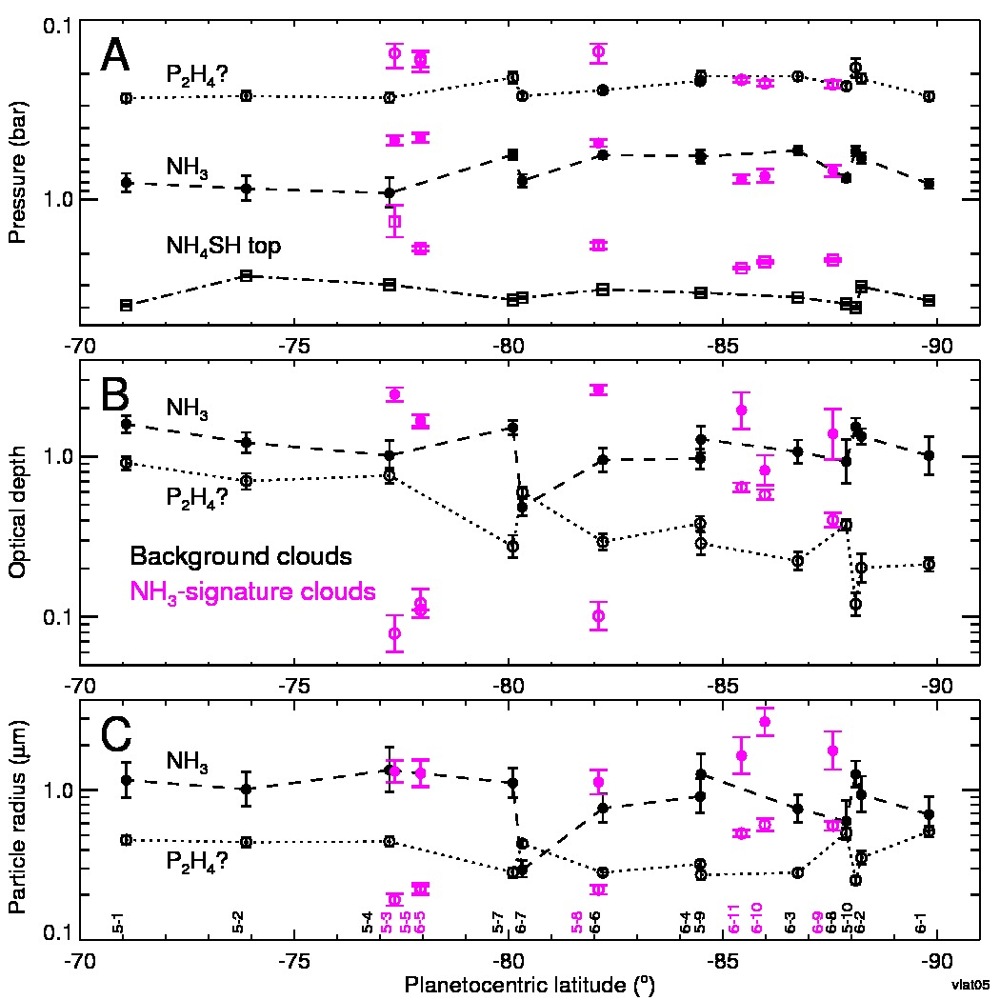 0.1
A
P₂H₄?
NH₃
1.0
NH₄SH top
Pressure (bar)
-70 -75 -80 -85 -90
B
NH₃
1.0
P₂H₄?
Background clouds
NH₃-signature clouds
0.1
Optical depth
-70 -75 -80 -85 -90
C
NH₃
1.0
P₂H₄?
Particle radius (μm)
5-1 5-2 5-4 5-3 5-5 6-5 5-7 6-7 5-8 6-6 6-4 5-9 6-11 6-10 6-3 6-9 6-8 5-10 6-2 6-1
0.1
-70 -75 -80 -85 -90
Planetocentric latitude (°)
vlat05